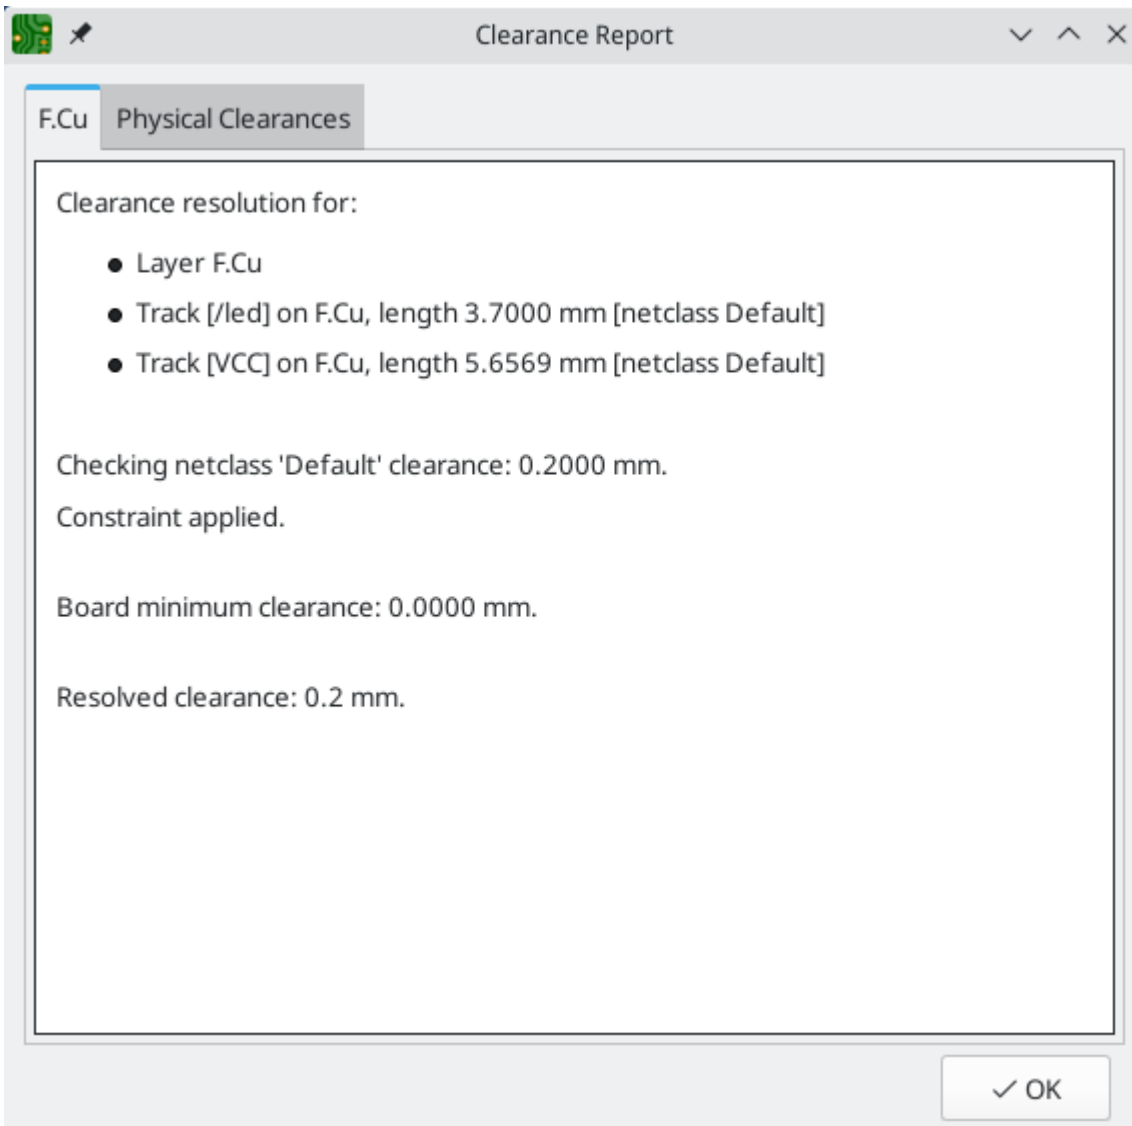 Clearance Report
F.Cu
Physical Clearances
Clearance resolution for:
● Layer F.Cu
● Track [/led] on F.Cu, length 3.7000 mm [netclass Default]
● Track [VCC] on F.Cu, length 5.6569 mm [netclass Default]
Checking netclass 'Default' clearance: 0.2000 mm.
Constraint applied.
Board minimum clearance: 0.0000 mm.
Resolved clearance: 0.2 mm.
OK